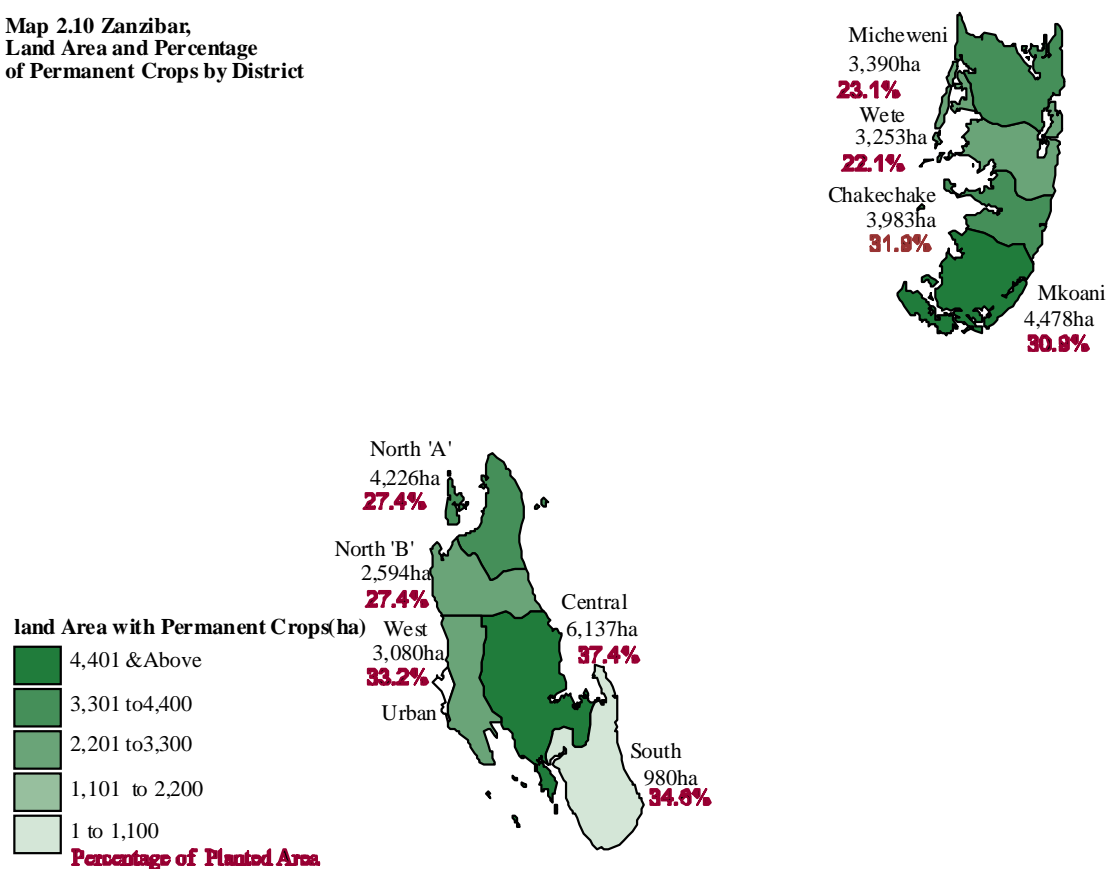 Map 2.10 Zanzibar,
Land Area and Percentage
of Permanent Crops by District
Micheweni
3,390ha
23.1%
Wete
3,253ha
22.1%
Chakechake
3,983ha
31.9%
Mkoani
4,478ha
30.9%
North 'A'
4,226ha
27.4%
North 'B'
2,594ha
27.4%
Central
6,137ha
37.4%
West
3,080ha
33.2%
Urban
South
980ha
34.6%
land Area with Permanent Crops(ha)
4,401 &Above
3,301 to4,400
2,201 to3,300
1,101 to 2,200
1 to 1,100
Percentage of Planted Area